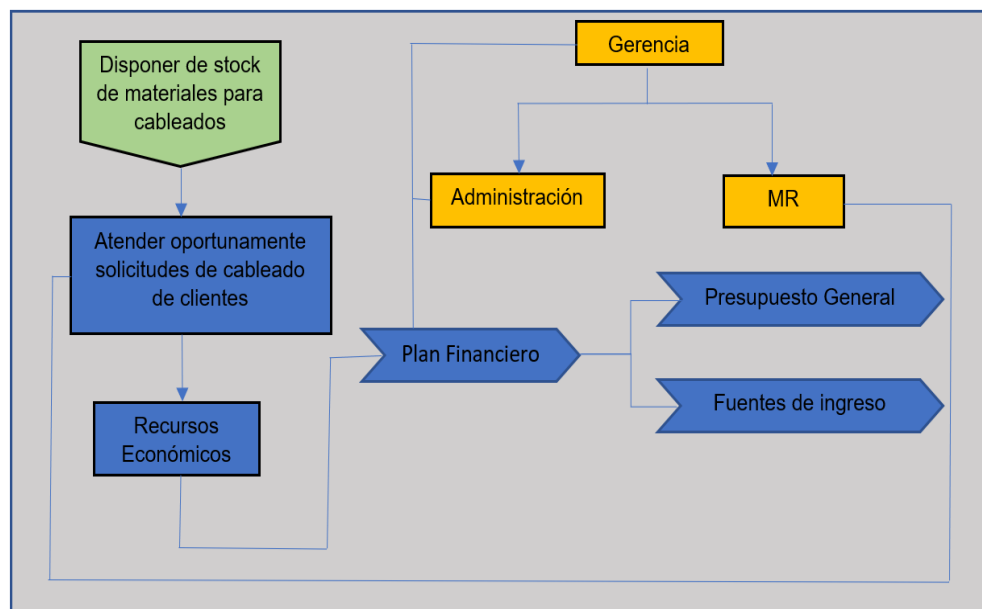 Disponer de stock
de materiales para
cableados
Gerencia
Administración
MR
Atender oportunamente
solicitudes de cableado
de clientes
Presupuesto General
Plan Financiero
Fuentes de ingreso
Recursos
Económicos